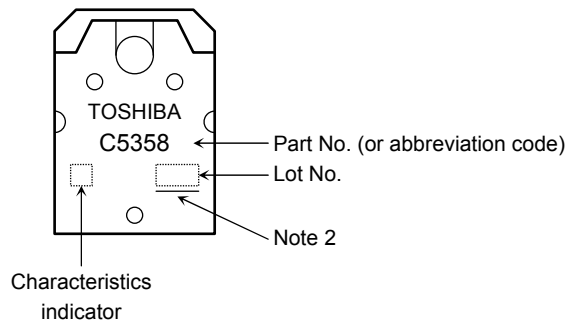 TOSHIBA
C5358
Part No. (or abbreviation code)
Lot No.
Note 2
Characteristics
indicator